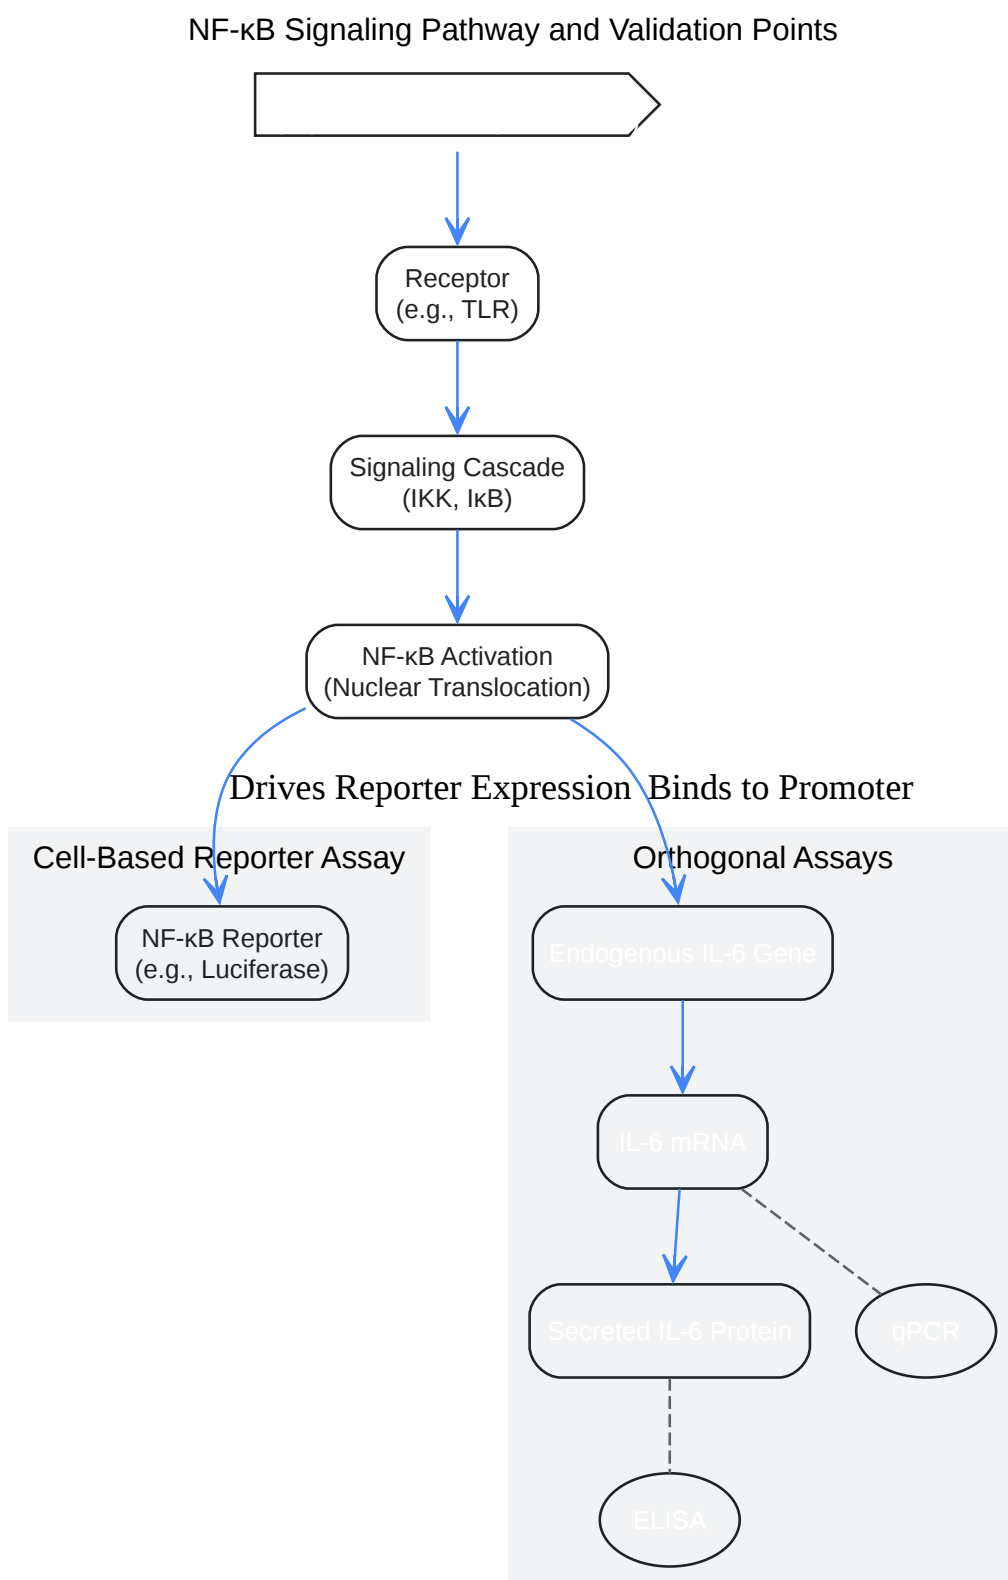 NF-κB Signaling Pathway and Validation Points
Receptor
(e.g., TLR)
Signaling Cascade
(IKK, IκB)
NF-κB Activation
(Nuclear Translocation)
Drives Reporter Expression
Binds to Promoter
Cell-Based Reporter Assay
NF-κB Reporter
(e.g., Luciferase)
Orthogonal Assays
Endogenous IL-6 Gene
IL-6 mRNA
Secreted IL-6 Protein
qPCR
ELISA